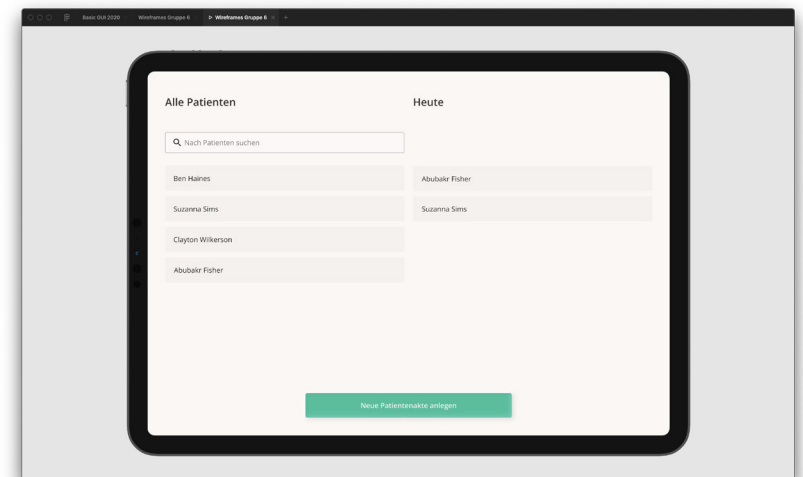 Basic GUI 2020
Wireframes Gruppe 6
Wireframes Gruppe 6
Alle Patienten
Nach Patienten suchen
Ben Haines
Suzanna Sims
Clayton Wilkerson
Abubakr Fisher
Heute
Abubakr Fisher
Suzanna Sims
Neue Patientenakte anlegen